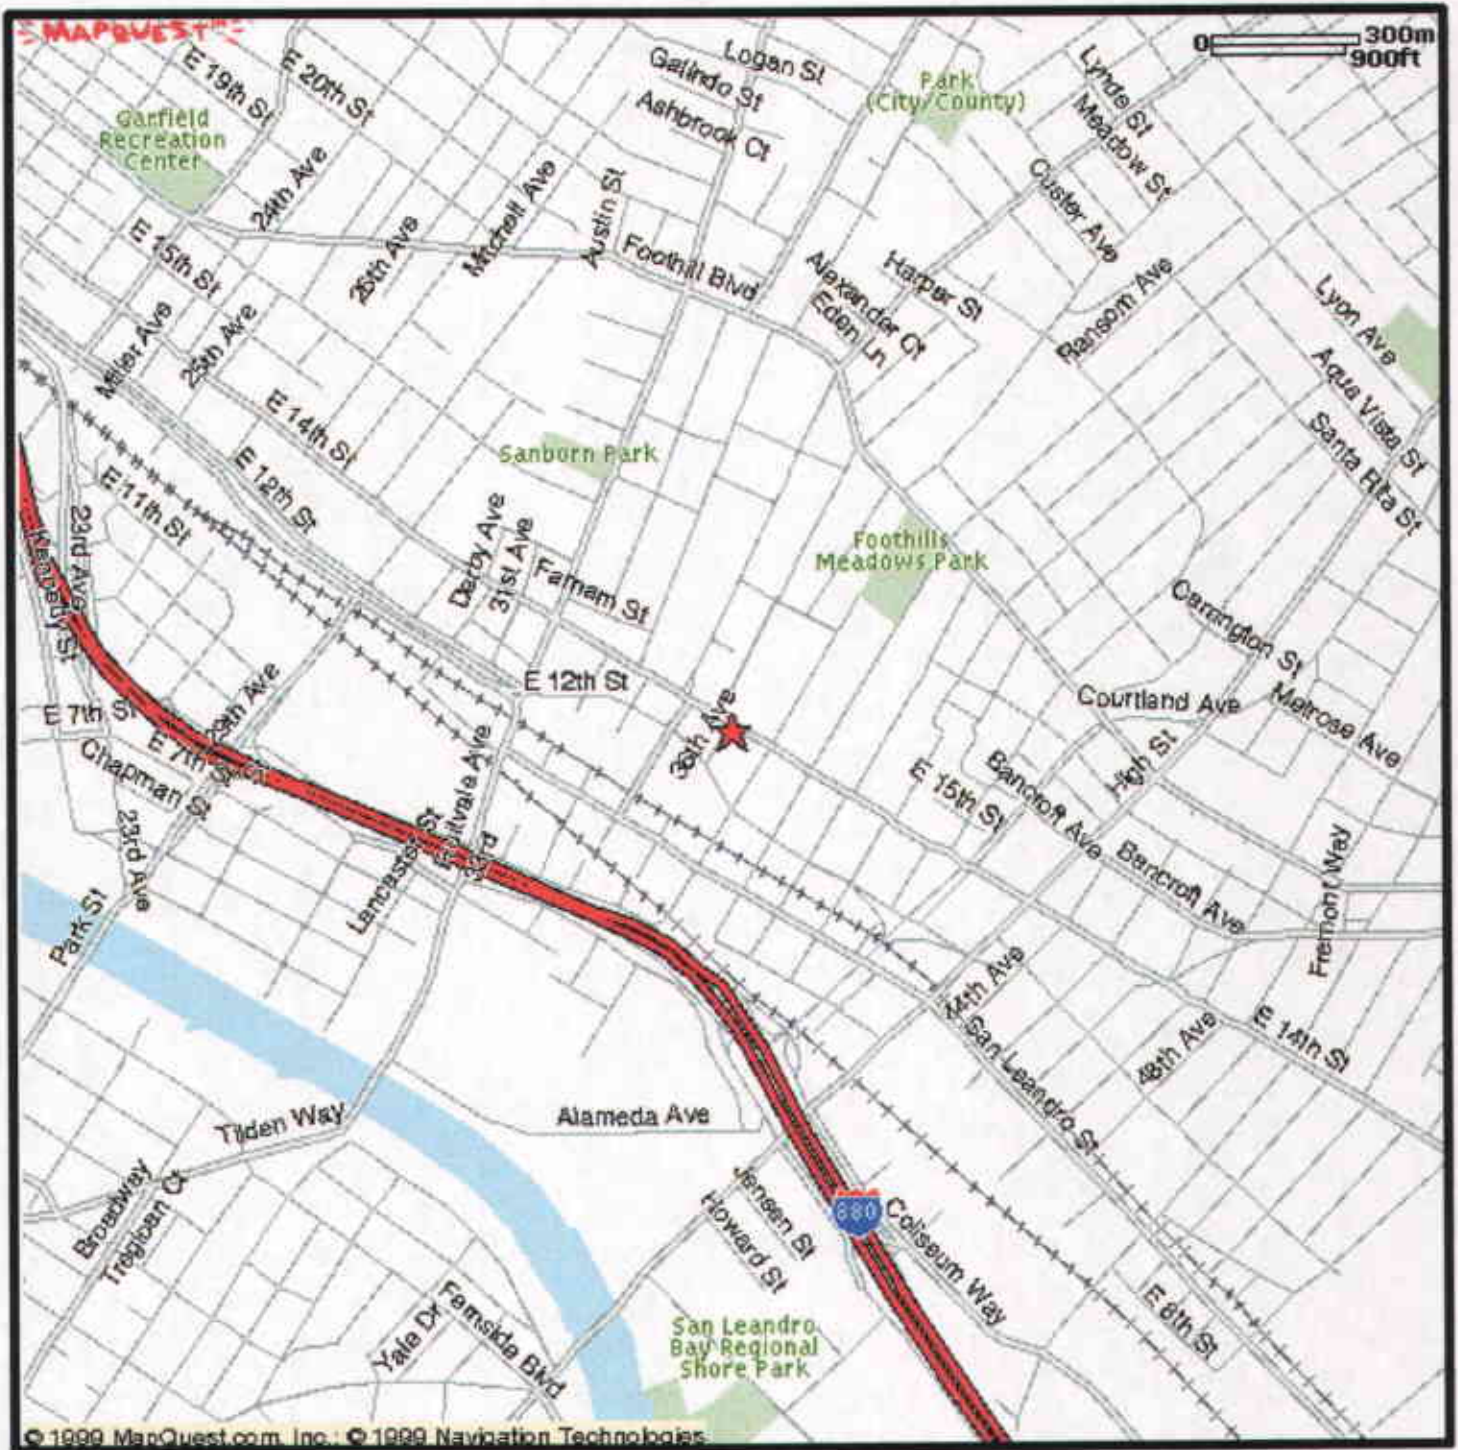 MAPQUEST™
0 300m
900ft
Logan St
Galindo St
Ashbrook Ct
Park
(City/County)
E 19th St
E 20th St
Garfield
Recreation
Center
Lynde St
Meadow St
Custer Ave
24th Ave
26th Ave
Mitchell Ave
Austin St
Foothill Blvd
Alexander Ct
Eden Ln
Harper St
Ransom Ave
Lyon Ave
Aqua Vista St
Santa Rita St
E 15th St
Miller Ave
25th Ave
E 14th St
E 12th St
E 11th St
Sanborn Park
Foothills
Meadows Park
23rd Ave
Kennedy St
Derby Ave
31st Ave
Farnam St
E 12th St
36th Ave
Carrington St
Courtland Ave
Melrose Ave
High St
E 7th St
29th Ave
E 7th St
Chapman St
23rd Ave
Park St
Lancaster St
Fruitvale Ave
E 15th St
Bancroft Ave
Bancroft Ave
Fremont Way
44th Ave
48th Ave
E 14th St
San Leandro St
Tilden Way
Alameda Ave
Broadway
Tregloan Ct
Jensen St
Howard St
880
Coliseum Way
E 8th St
Yale Dr
Fernside Blvd
San Leandro
Bay Regional
Shore Park
© 1999 MapQuest.com, Inc.; © 1999 Navigation Technologies